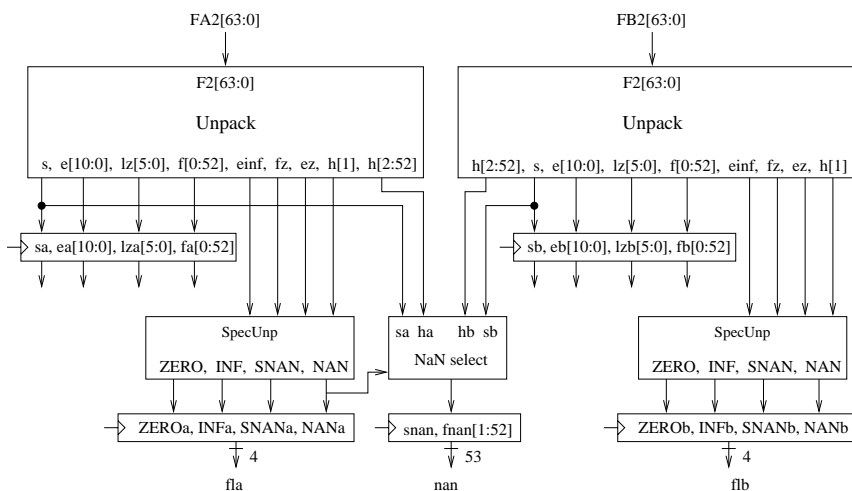 FA2[63:0] FB2[63:0]
F2[63:0] F2[63:0]
Unpack Unpack
s, e[10:0], lz[5:0], f[0:52], einf, fz, ez, h[1], h[2:52] h[2:52], s, e[10:0], lz[5:0], f[0:52], einf, fz, ez, h[1]
sa, ea[10:0], lza[5:0], fa[0:52] sb, eb[10:0], lzb[5:0], fb[0:52]
SpecUnp sa ha hb sb SpecUnp
ZERO, INF, SNAN, NAN NaN select ZERO, INF, SNAN, NAN
ZEROa, INFa, SNANa, NANa snan, fnan[1:52] ZEROb, INFb, SNANb, NANb
4 53 4
fla nan flb